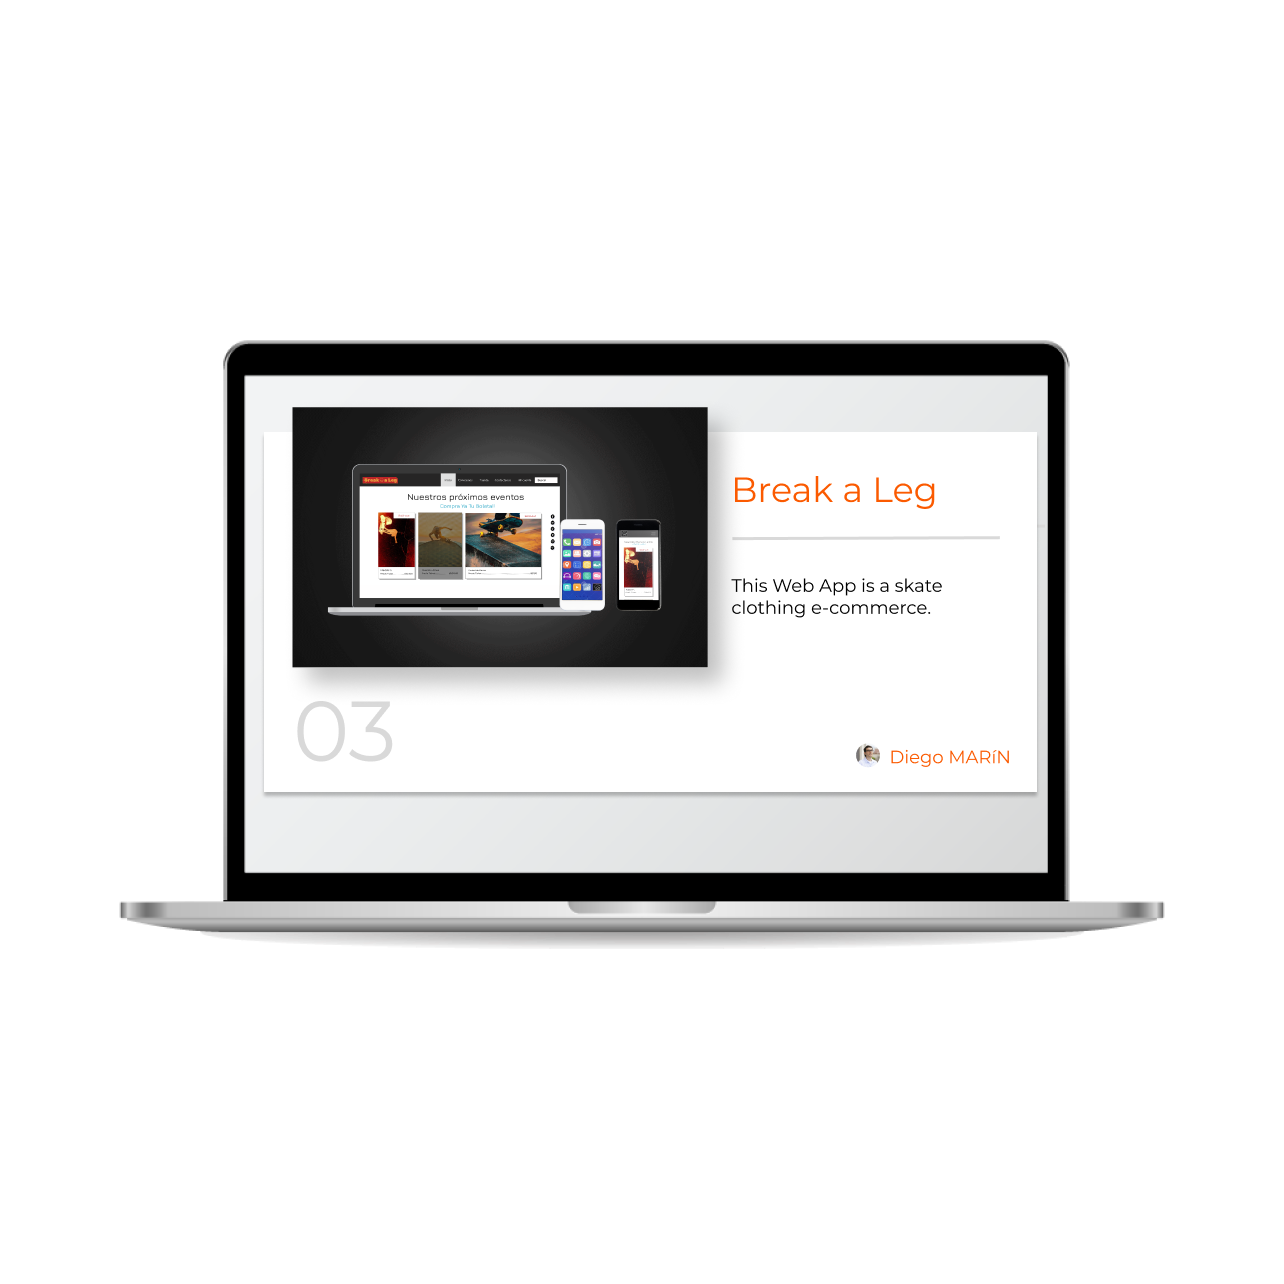 Break a Leg
Nuestros próximos eventos
Compra Ya Tu Boleta!!
Break a Leg
This Web App is a skate
clothing e-commerce.
03
Diego MARíN